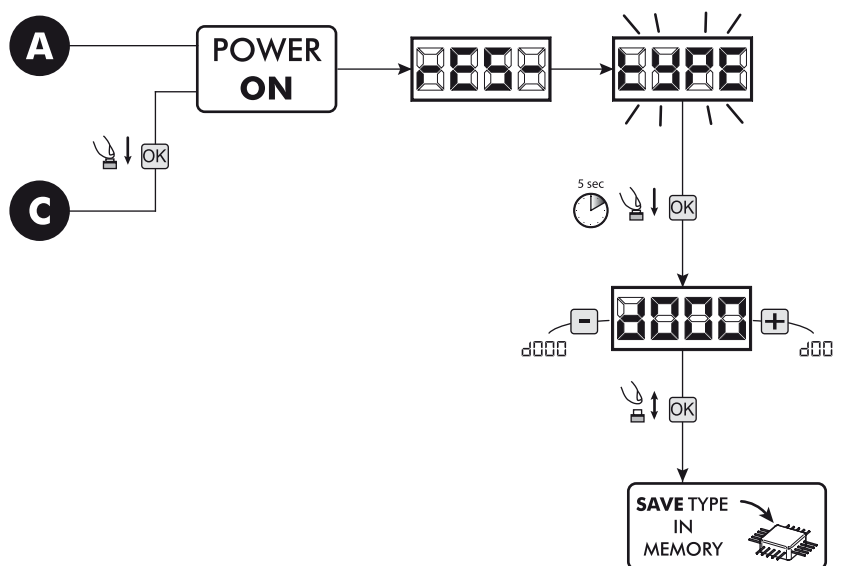 A
POWER
ON
rES-
tYPE
OK
C
5 sec
OK
d000
-
+
d000
d00
OK
SAVE TYPE
IN
MEMORY